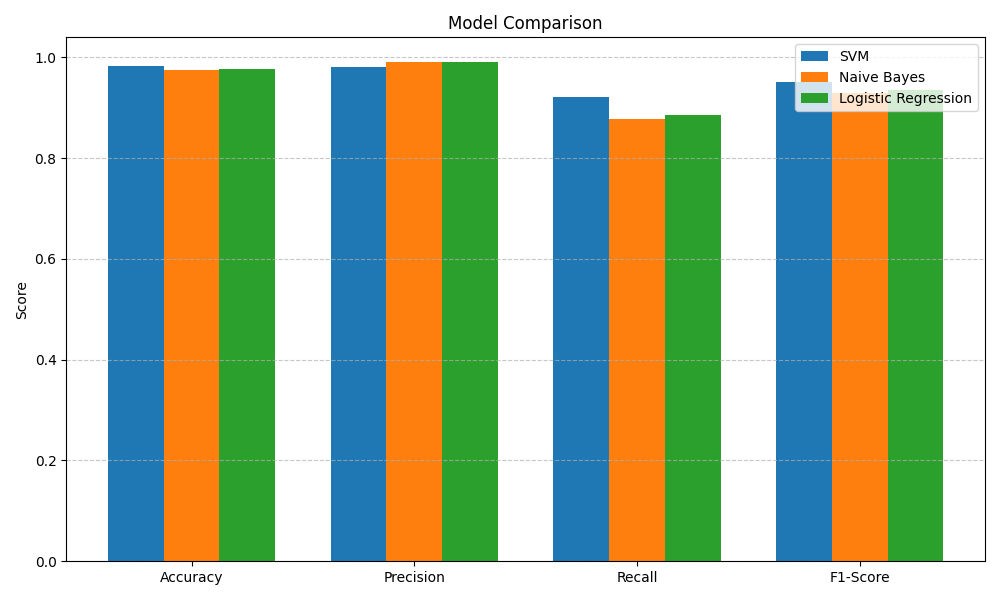 Model Comparison
SVM
Naive Bayes
Logistic Regression
Score
1.0
0.8
0.6
0.4
0.2
0.0
Accuracy
Precision
Recall
F1-Score